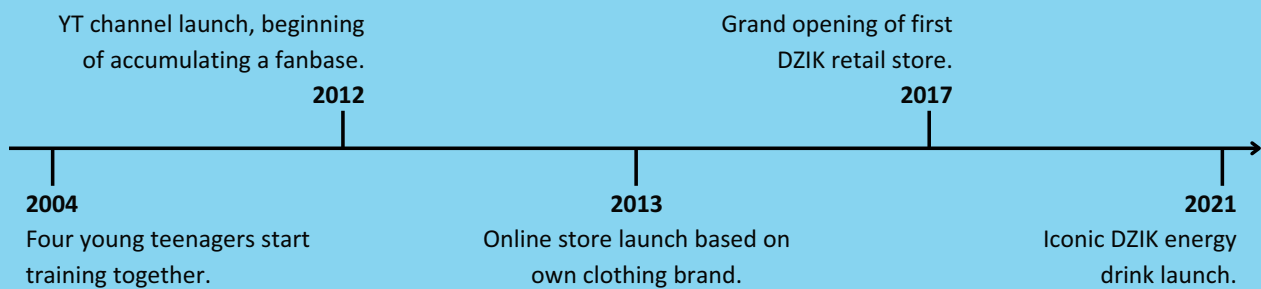 YT channel launch, beginning
of accumulating a fanbase.
2012
Grand opening of first
DZIK retail store.
2017
2004
Four young teenagers start
training together.
2013
Online store launch based on
own clothing brand.
2021
Iconic DZIK energy
drink launch.